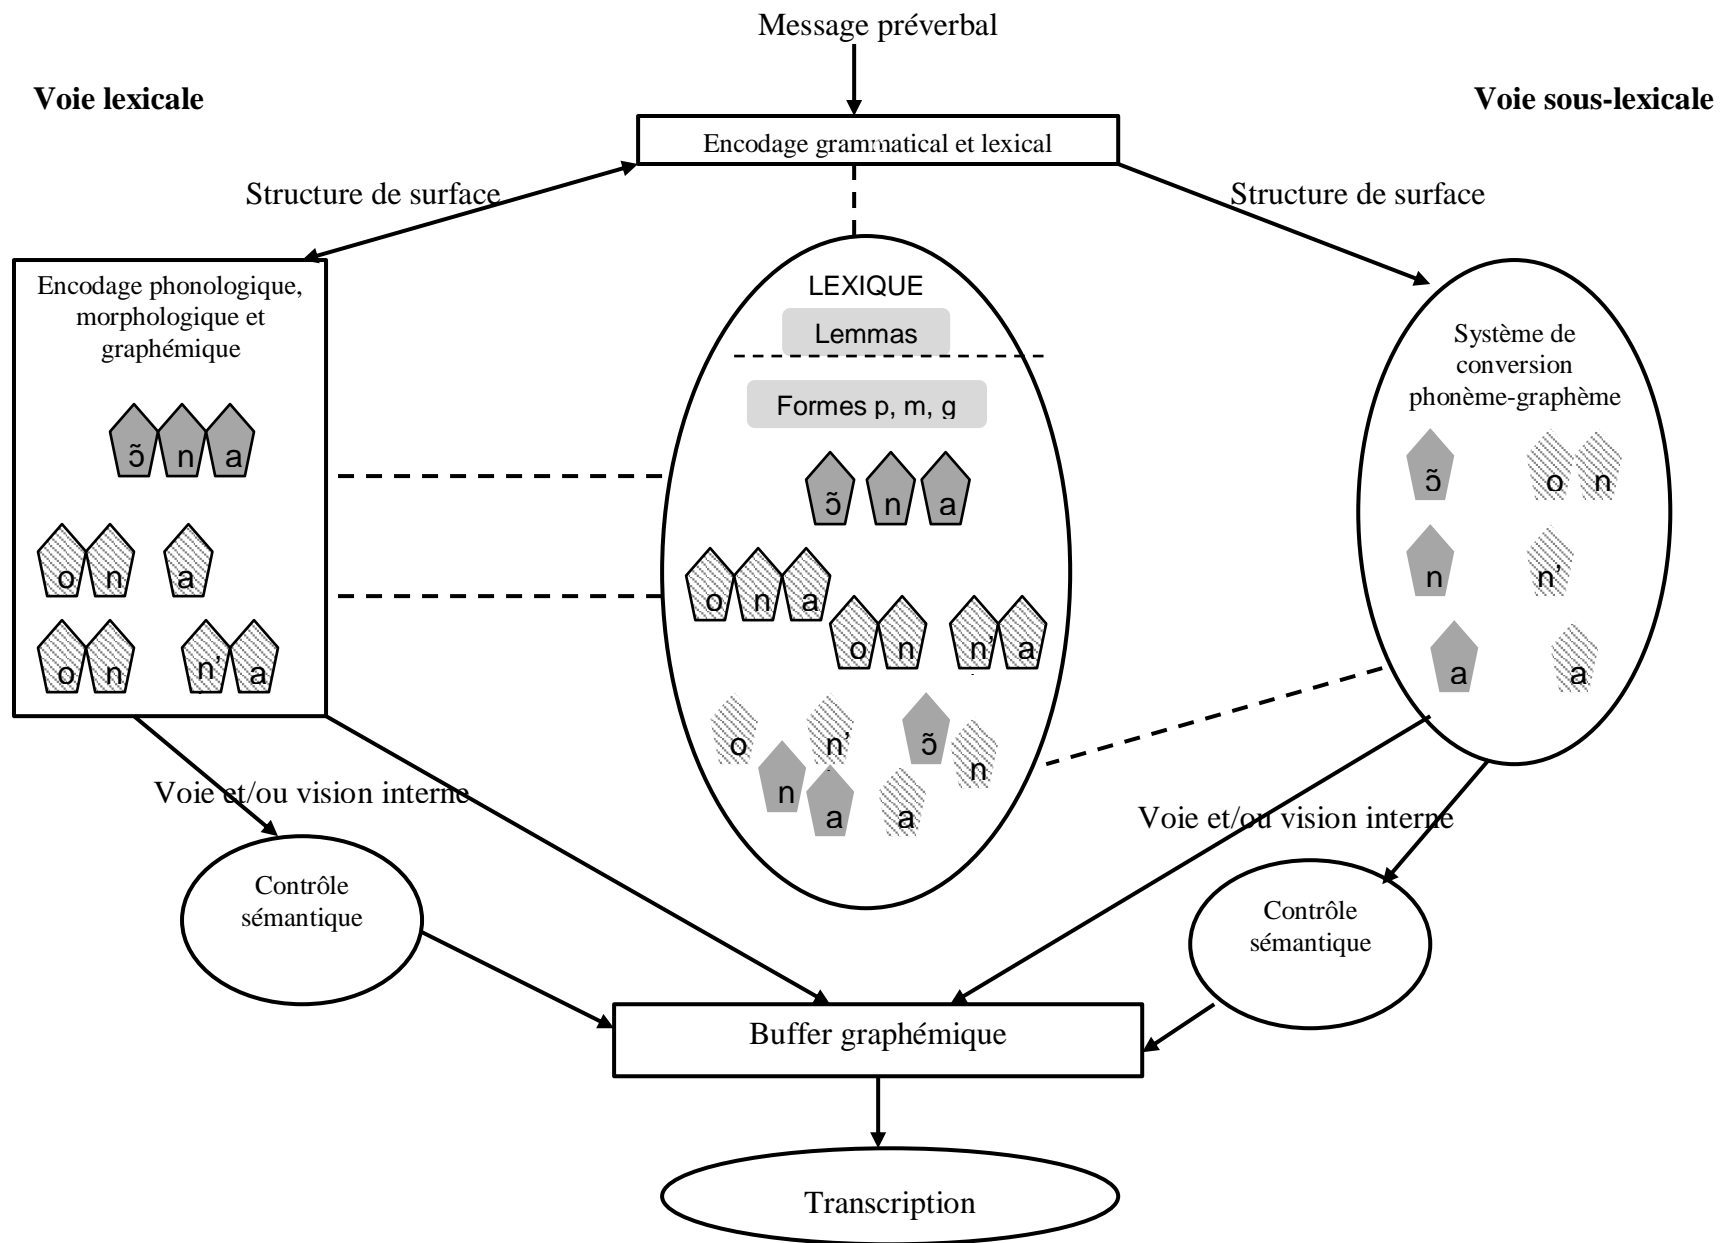 Message préverbal
Voie lexicale
Voie sous-lexicale
Encodage grammatical et lexical
Structure de surface
Structure de surface
Encodage phonologique,
morphologique et
graphémique
ɔ̃ n a
o n a
o n n' a
LEXIQUE
Lemmas
Formes p, m, g
ɔ̃ n a
o n a
o n n' a
o n' ɔ̃ n
n a a
Système de
conversion
phonème-graphème
ɔ̃ o n
n n'
a a
Voie et/ou vision interne
Voie et/ou vision interne
Contrôle
sémantique
Contrôle
sémantique
Buffer graphémique
Transcription